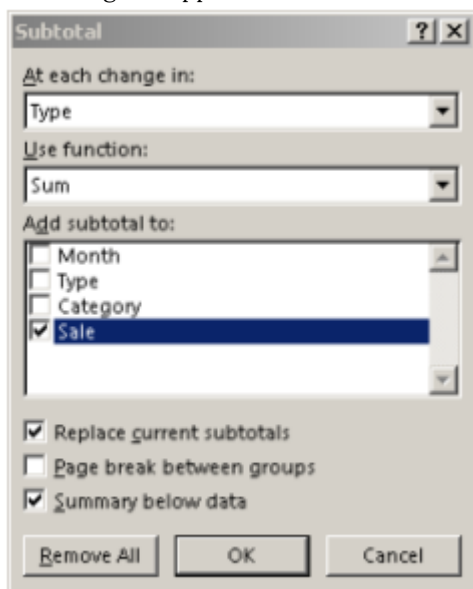 Subtotal ? ×
At each change in:
Type
Use function:
Sum
Add subtotal to:
Month
Type
Category
Sale
Replace current subtotals
Page break between groups
Summary below data
Remove All OK Cancel